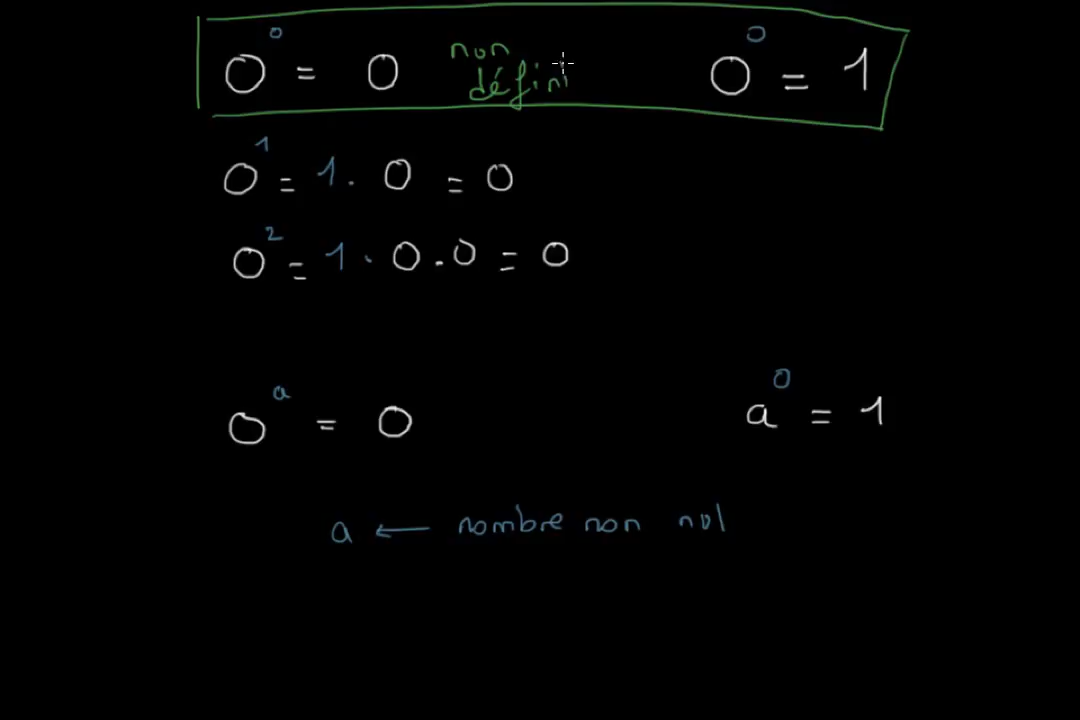 0⁰ = 0 non défini 0⁰ = 1
0¹ = 1 . 0 = 0
0² = 1 . 0 . 0 = 0
0ᵃ = 0 a⁰ = 1
a ← nombre non nul